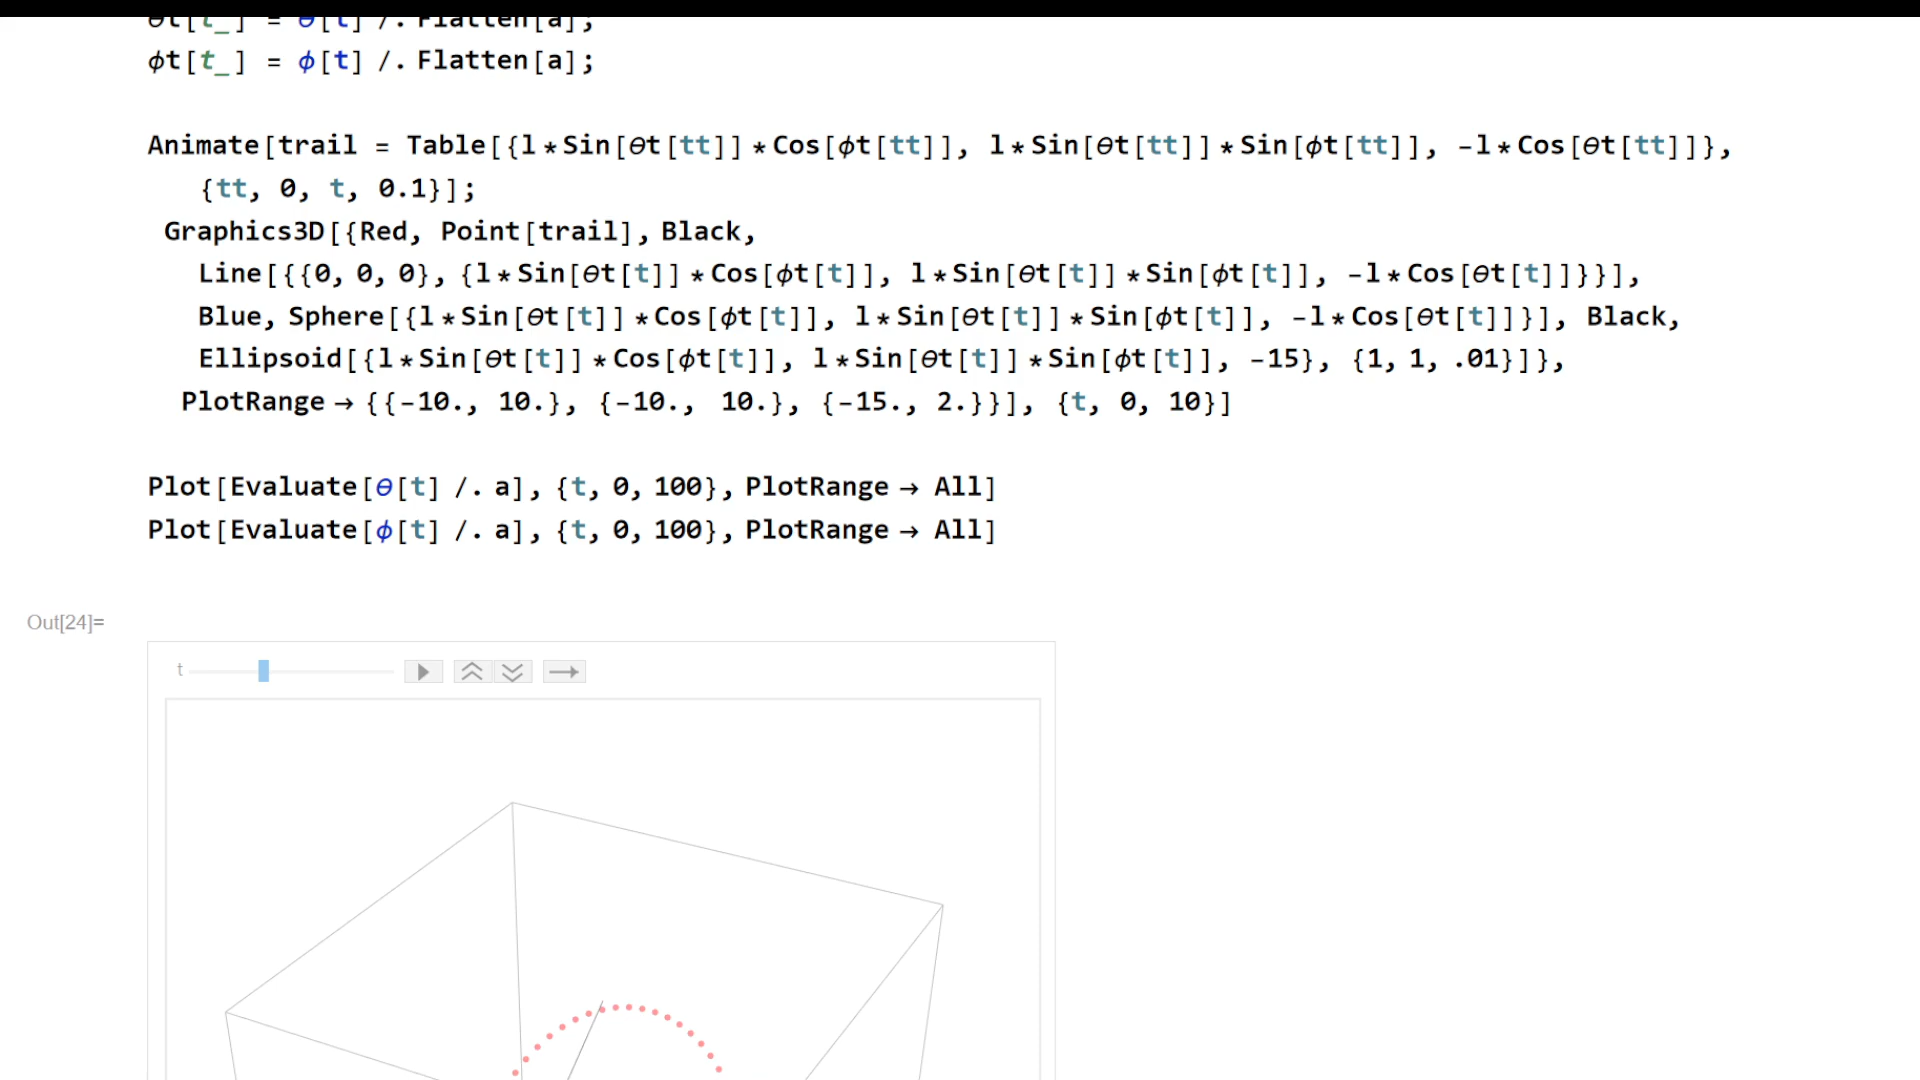 θt[t_] = θ[t] /. Flatten[a];
ϕt[t_] = ϕ[t] /. Flatten[a];
Animate[trail = Table[{l*Sin[θt[tt]]*Cos[ϕt[tt]], l*Sin[θt[tt]]*Sin[ϕt[tt]], -l*Cos[θt[tt]]},
{tt, 0, t, 0.1}];
Graphics3D[{Red, Point[trail], Black,
Line[{{{0, 0, 0}, {l*Sin[θt[t]]*Cos[ϕt[t]], l*Sin[θt[t]]*Sin[ϕt[t]], -l*Cos[θt[t]]}}}],
Blue, Sphere[{l*Sin[θt[t]]*Cos[ϕt[t]], l*Sin[θt[t]]*Sin[ϕt[t]], -l*Cos[θt[t]]}], Black,
Ellipsoid[{l*Sin[θt[t]]*Cos[ϕt[t]], l*Sin[θt[t]]*Sin[ϕt[t]], -15}, {1, 1, .01}]},
PlotRange → {{-10., 10.}, {-10., 10.}, {-15., 2.}}], {t, 0, 10}]
Plot[Evaluate[θ[t] /. a], {t, 0, 100}, PlotRange → All]
Plot[Evaluate[ϕ[t] /. a], {t, 0, 100}, PlotRange → All]
Out[24]=
t